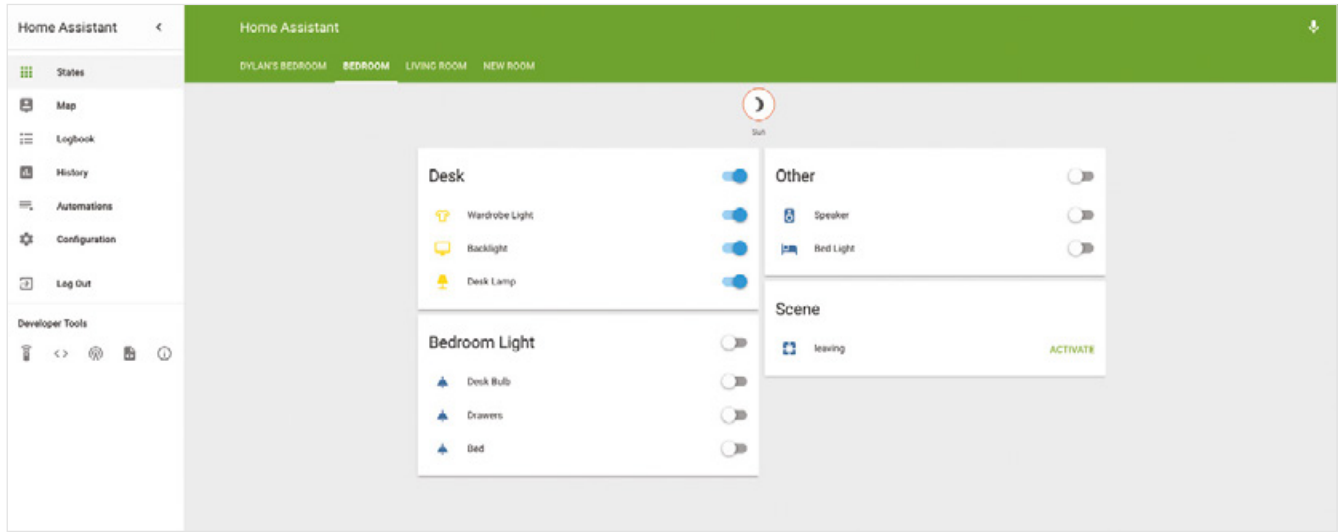 Home Assistant
States
Map
Logbook
History
Automations
Configuration
Log Out
Developer Tools
Home Assistant
DYLAN'S BEDROOM BEDROOM LIVING ROOM NEW ROOM
Sun
Desk
Wardrobe Light
Backlight
Desk Lamp
Bedroom Light
Desk Bulb
Drawers
Bed
Other
Speaker
Bed Light
Scene
leaving ACTIVATE